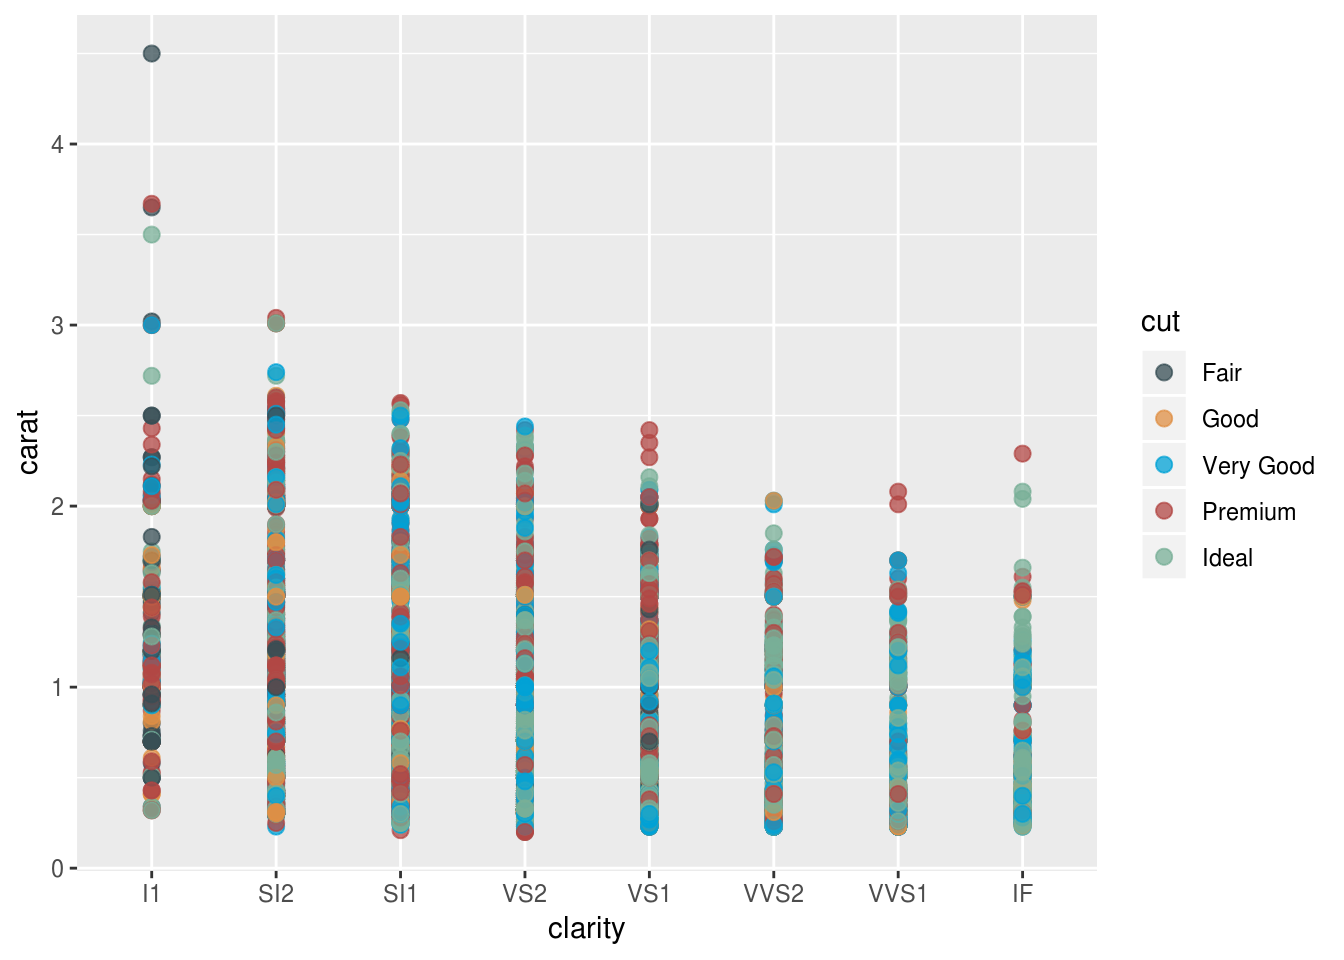 4
3
2
1
0
carat
I1 SI2 SI1 VS2 VS1 VVS2 VVS1 IF
clarity
cut
Fair
Good
Very Good
Premium
Ideal